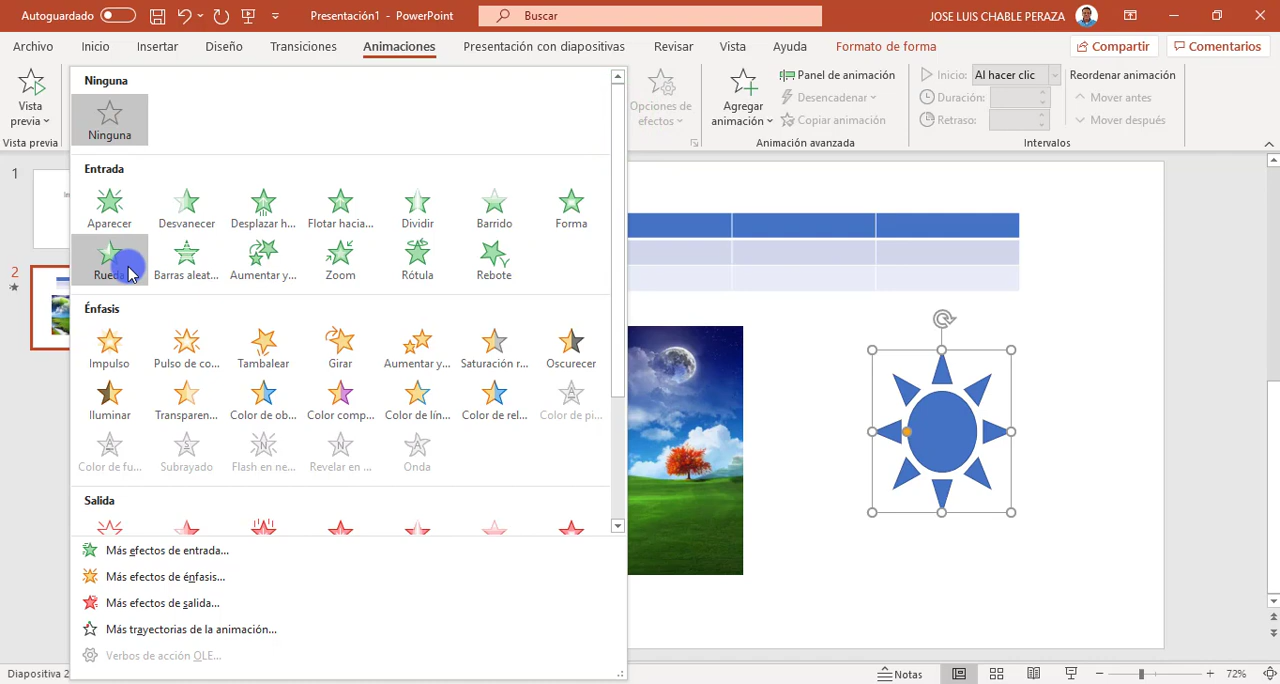 Autoguardado
Presentación1 - PowerPoint
Buscar
JOSE LUIS CHABLE PERAZA
Archivo Inicio Insertar Diseño Transiciones Animaciones Presentación con diapositivas Revisar Vista Ayuda Formato de forma
Compartir Comentarios
Vista previa
Vista previa
Ninguna
Ninguna
Entrada
Aparecer Desvanecer Desplazar h... Flotar hacia... Dividir Barrido Forma
Rueda Barras aleat... Aumentar y... Zoom Rótula Rebote
Énfasis
Impulso Pulso de co... Tambalear Girar Aumentar y... Saturación r... Oscurecer
Iluminar Transparen... Color de ob... Color comp... Color de lín... Color de rel... Color de pi...
Color de fu... Subrayado Flash en ne... Revelar en ... Onda
Salida
Más efectos de entrada...
Más efectos de énfasis...
Más efectos de salida...
Más trayectorias de la animación...
Verbos de acción OLE...
Opciones de efectos
Agregar animación
Panel de animación
Desencadenar
Copiar animación
Animación avanzada
Inicio: Al hacer clic
Duración:
Retraso:
Reordenar animación
Mover antes
Mover después
Intervalos
1
2
Diapositiva 2
Notas
72%